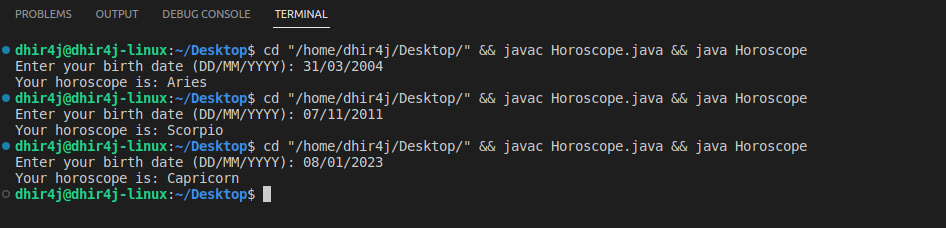 PROBLEMS OUTPUT DEBUG CONSOLE TERMINAL
dhir4j@dhir4j-linux:~/Desktop$ cd "/home/dhir4j/Desktop/" && javac Horoscope.java && java Horoscope
Enter your birth date (DD/MM/YYYY): 31/03/2004
Your horoscope is: Aries
dhir4j@dhir4j-linux:~/Desktop$ cd "/home/dhir4j/Desktop/" && javac Horoscope.java && java Horoscope
Enter your birth date (DD/MM/YYYY): 07/11/2011
Your horoscope is: Scorpio
dhir4j@dhir4j-linux:~/Desktop$ cd "/home/dhir4j/Desktop/" && javac Horoscope.java && java Horoscope
Enter your birth date (DD/MM/YYYY): 08/01/2023
Your horoscope is: Capricorn
dhir4j@dhir4j-linux:~/Desktop$